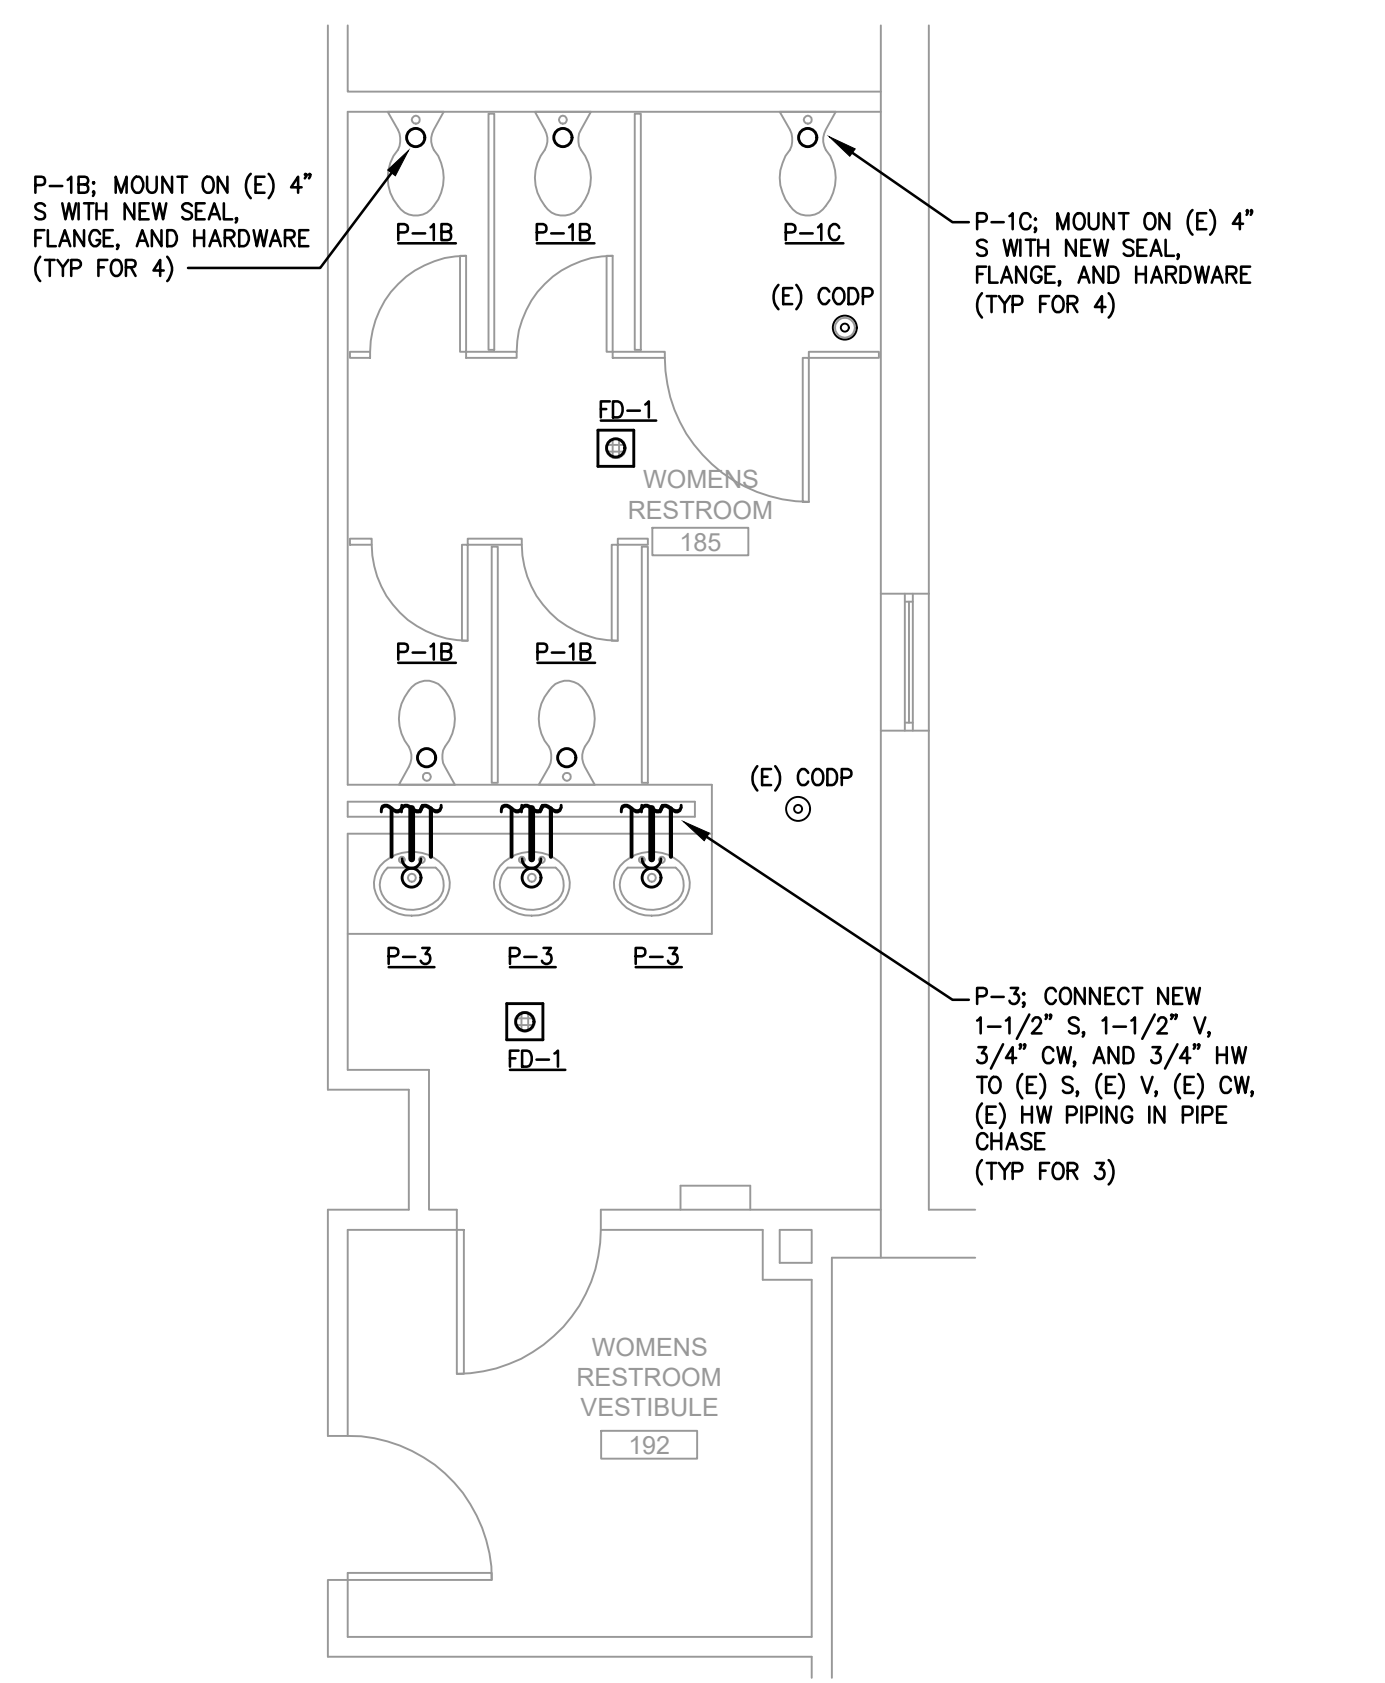 P-1B; MOUNT ON (E) 4"
S WITH NEW SEAL,
FLANGE, AND HARDWARE
(TYP FOR 4)
P-1B
P-1B
P-1C
P-1C; MOUNT ON (E) 4"
S WITH NEW SEAL,
FLANGE, AND HARDWARE
(TYP FOR 4)
(E) CODP
FD-1
WOMENS
RESTROOM
185
P-1B
P-1B
(E) CODP
P-3
P-3
P-3
P-3; CONNECT NEW
1-1/2" S, 1-1/2" V,
3/4" CW, AND 3/4" HW
TO (E) S, (E) V, (E) CW,
(E) HW PIPING IN PIPE
CHASE
(TYP FOR 3)
FD-1
WOMENS
RESTROOM
VESTIBULE
192